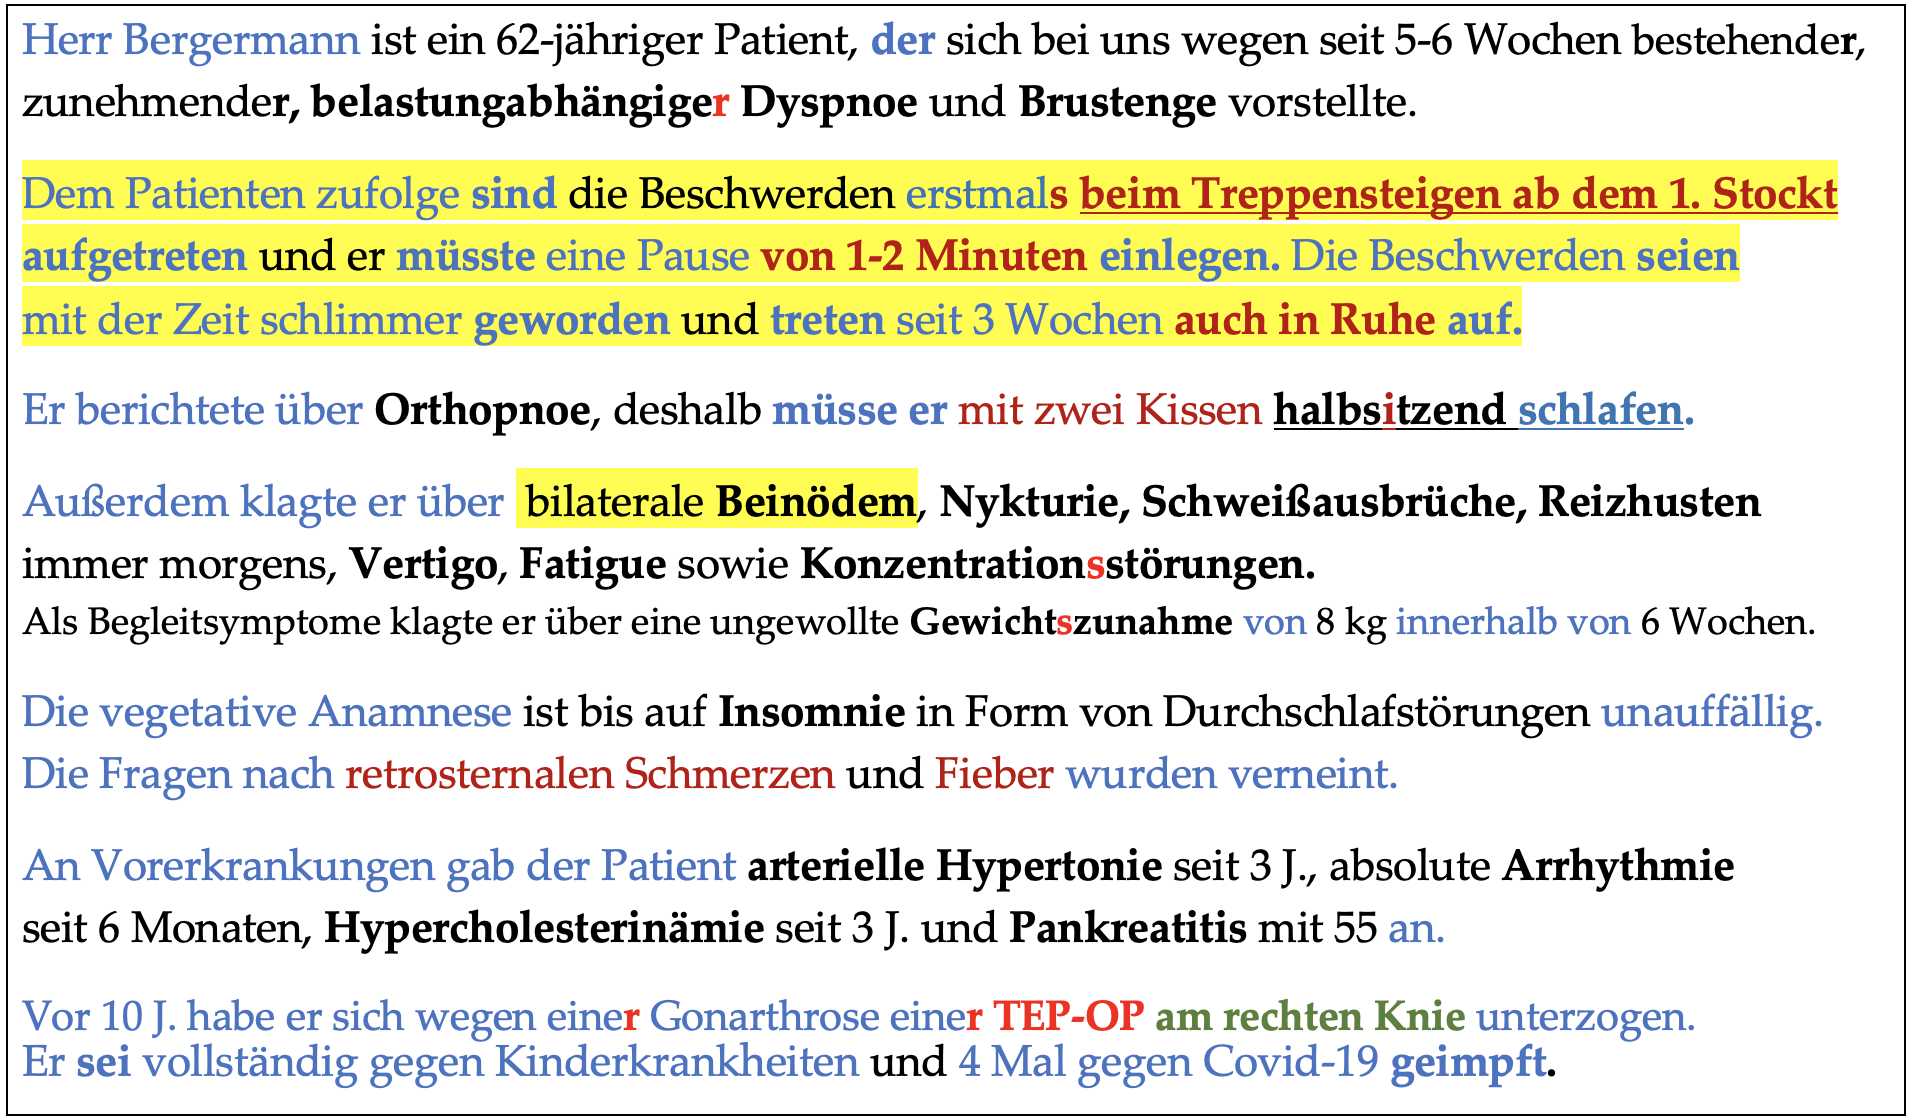 Herr Bergermann ist ein 62-jähriger Patient, der sich bei uns wegen seit 5-6 Wochen bestehender,
zunehmender, belastungabhängiger Dyspnoe und Brustenge vorstellte.
Dem Patienten zufolge sind die Beschwerden erstmals beim Treppensteigen ab dem 1. Stockt
aufgetreten und er müsste eine Pause von 1-2 Minuten einlegen. Die Beschwerden seien
mit der Zeit schlimmer geworden und treten seit 3 Wochen auch in Ruhe auf.
Er berichtete über Orthopnoe, deshalb müsse er mit zwei Kissen halbsitzend schlafen.
Außerdem klagte er über bilaterale Beinödem, Nykturie, Schweißausbrüche, Reizhusten
immer morgens, Vertigo, Fatigue sowie Konzentrationsstörungen.
Als Begleitsymptome klagte er über eine ungewollte Gewichtszunahme von 8 kg innerhalb von 6 Wochen.
Die vegetative Anamnese ist bis auf Insomnie in Form von Durchschlafstörungen unauffällig.
Die Fragen nach retrosternalen Schmerzen und Fieber wurden verneint.
An Vorerkrankungen gab der Patient arterielle Hypertonie seit 3 J., absolute Arrhythmie
seit 6 Monaten, Hypercholesterinämie seit 3 J. und Pankreatitis mit 55 an.
Vor 10 J. habe er sich wegen einer Gonarthrose einer TEP-OP am rechten Knie unterzogen.
Er sei vollständig gegen Kinderkrankheiten und 4 Mal gegen Covid-19 geimpft.